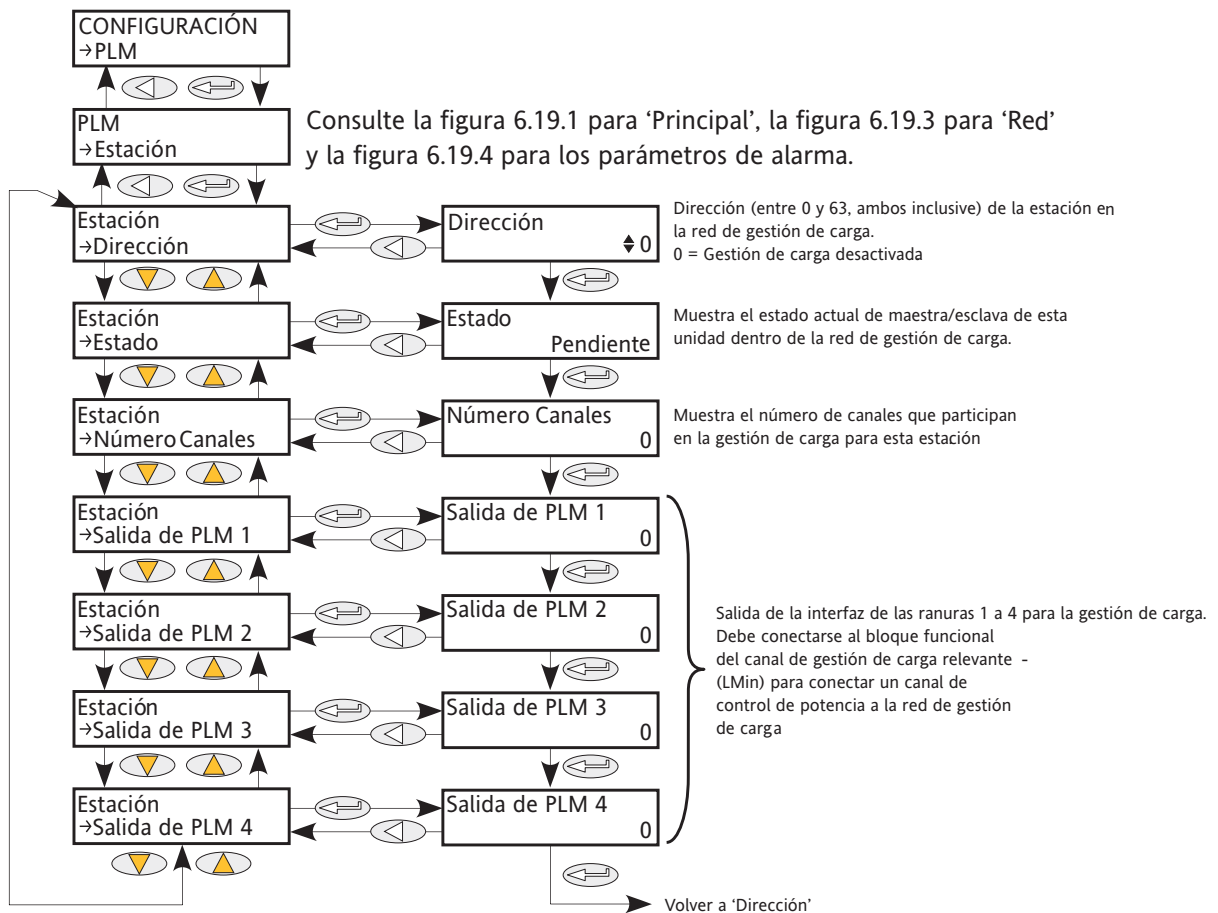 CONFIGURACIÓN
→PLM
PLM
→Estación
Consulte la figura 6.19.1 para ‘Principal’, la figura 6.19.3 para ‘Red’
y la figura 6.19.4 para los parámetros de alarma.
Estación
→Dirección
Dirección
0
Dirección (entre 0 y 63, ambos inclusive) de la estación en
la red de gestión de carga.
0 = Gestión de carga desactivada
Estación
→Estado
Estado
Pendiente
Muestra el estado actual de maestra/esclava de esta
unidad dentro de la red de gestión de carga.
Estación
→Número Canales
Número Canales
0
Muestra el número de canales que participan
en la gestión de carga para esta estación
Estación
→Salida de PLM 1
Salida de PLM 1
0
Estación
→Salida de PLM 2
Salida de PLM 2
0
Salida de la interfaz de las ranuras 1 a 4 para la gestión de carga.
Debe conectarse al bloque funcional
del canal de gestión de carga relevante -
(LMin) para conectar un canal de
control de potencia a la red de gestión
de carga
Estación
→Salida de PLM 3
Salida de PLM 3
0
Estación
→Salida de PLM 4
Salida de PLM 4
0
Volver a ‘Dirección’